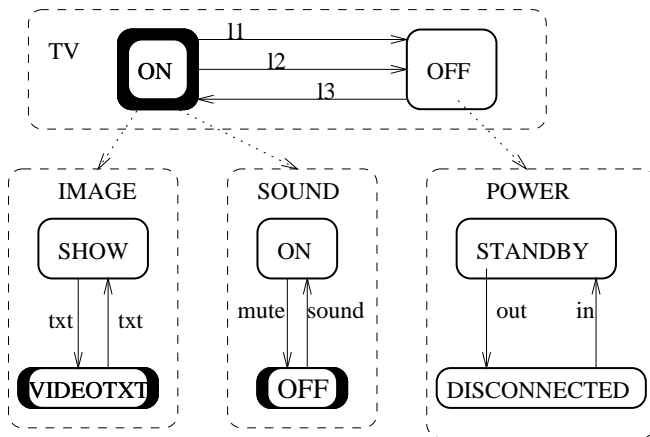 l1
TV
ON
l2
OFF
l3
IMAGE
SOUND
POWER
SHOW
ON
STANDBY
txt
txt
mute
sound
out
in
VIDEOTXT
OFF
DISCONNECTED